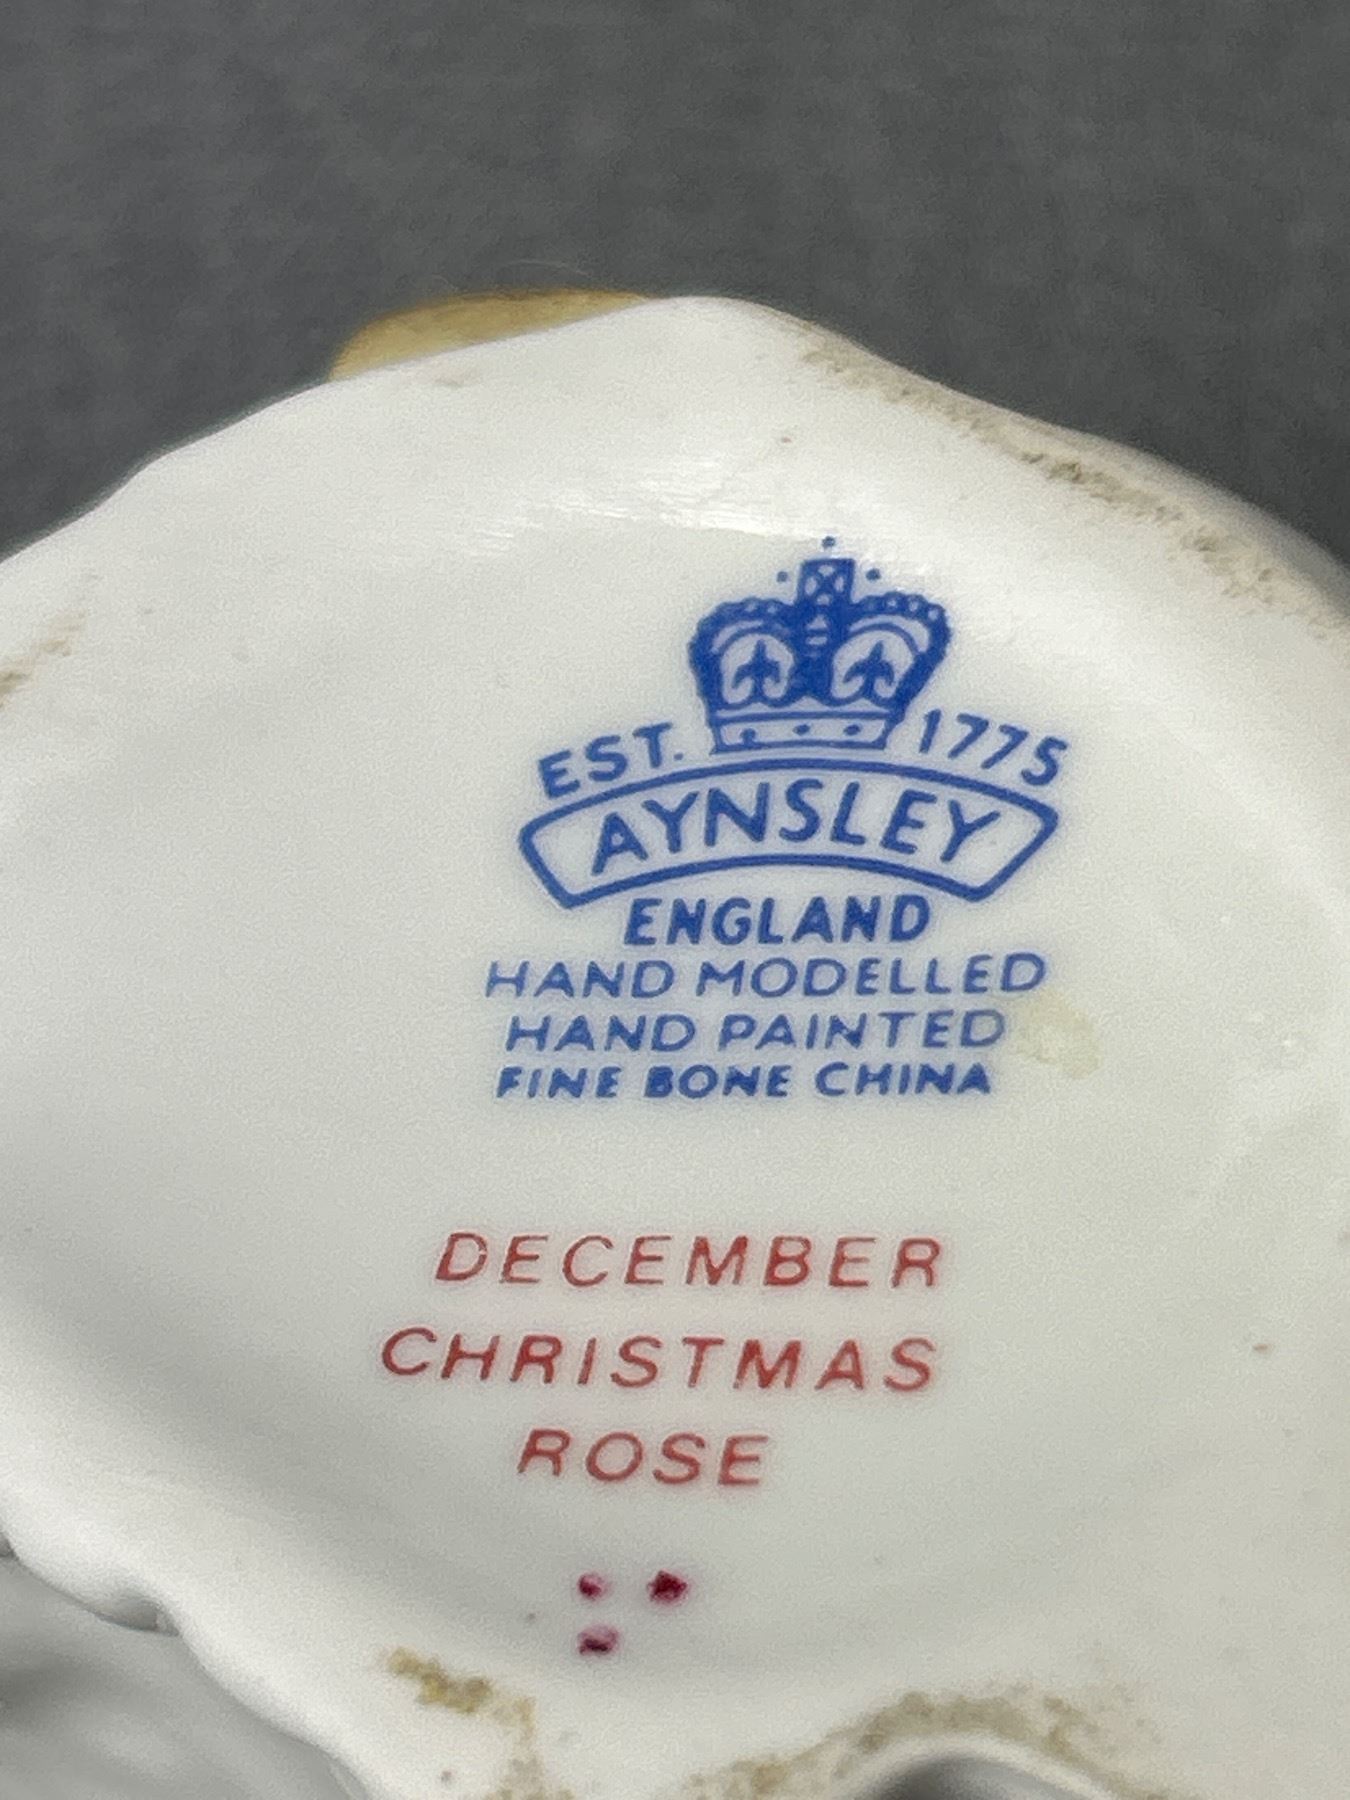 EST. 1775
AYNSLEY
ENGLAND
HAND MODELLED
HAND PAINTED
FINE BONE CHINA
DECEMBER
CHRISTMAS
ROSE